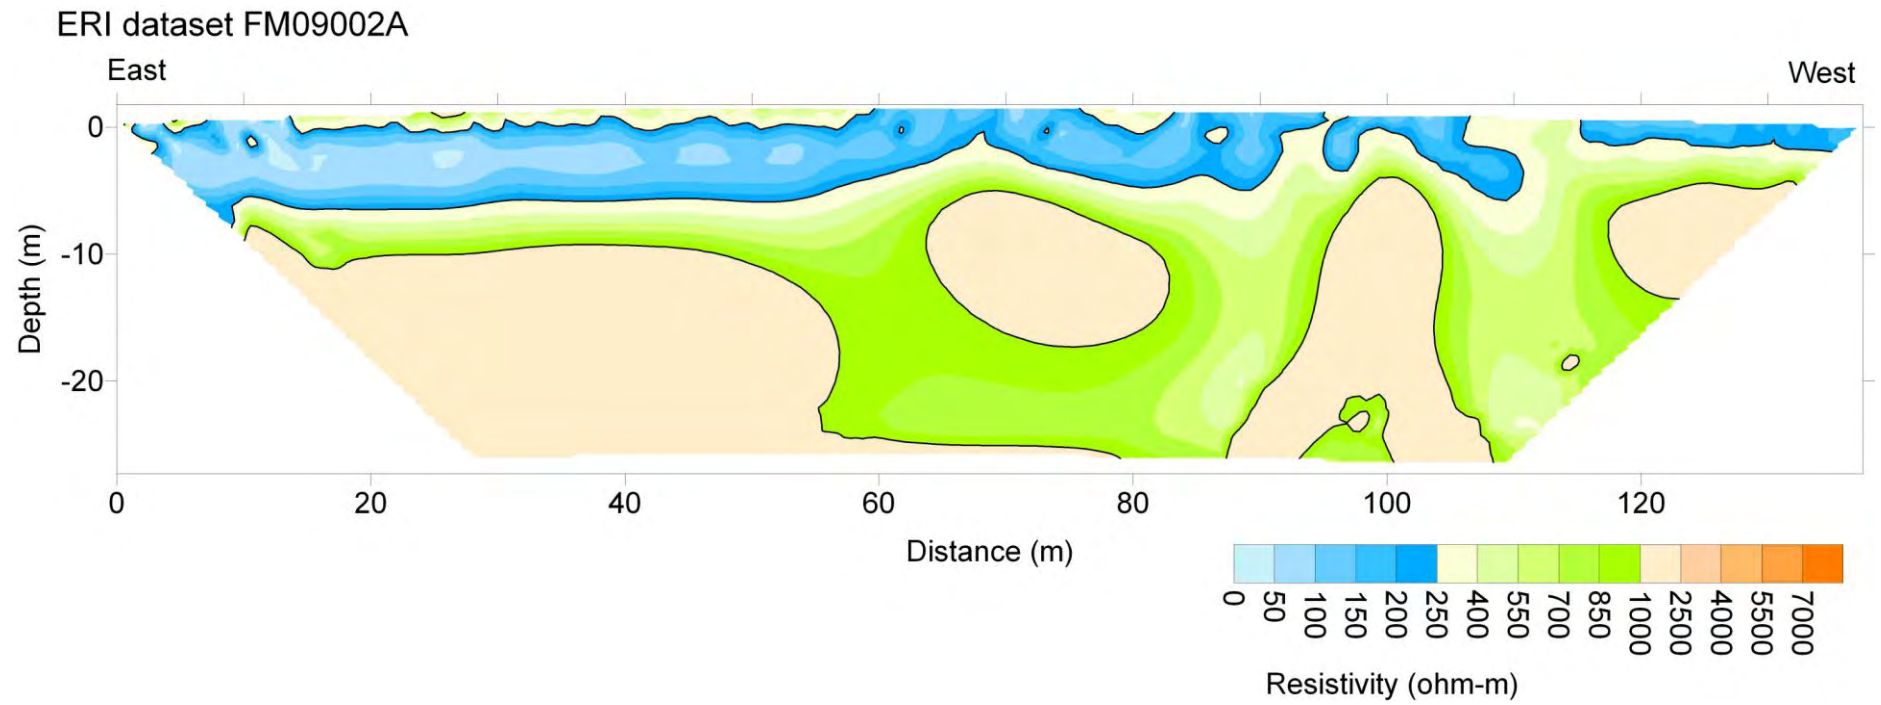 ERI dataset FM09002A
East
West
0
-10
-20
Depth (m)
0 20 40 60 80 100 120
Distance (m)
0 50 100 150 200 250 400 550 700 850 1000 2500 4000 5500 7000
Resistivity (ohm-m)